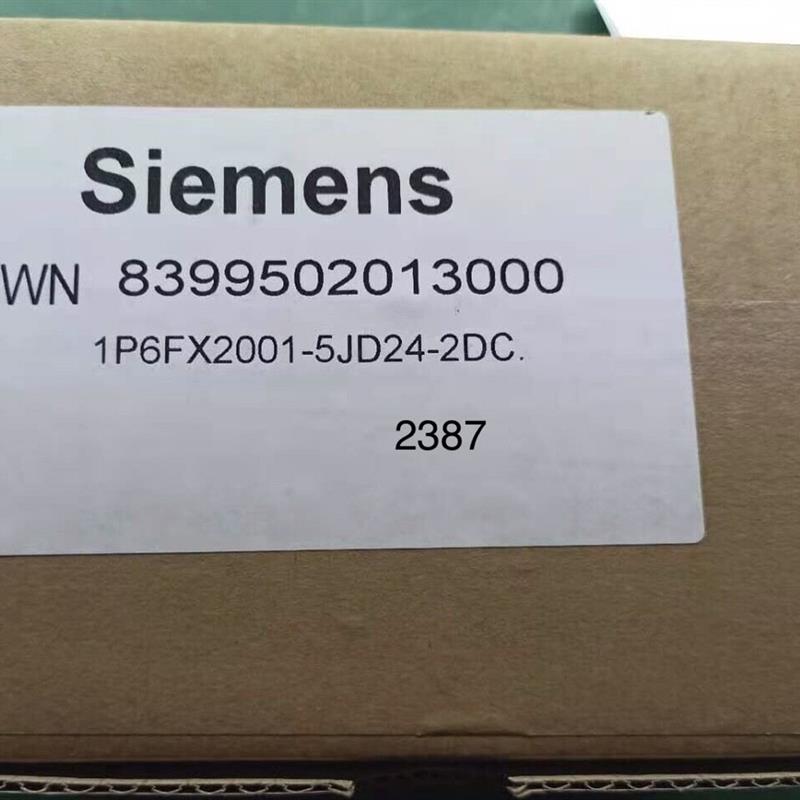 Siemens
WN 8399502013000
1P6FX2001-5JD24-2DC.
2387